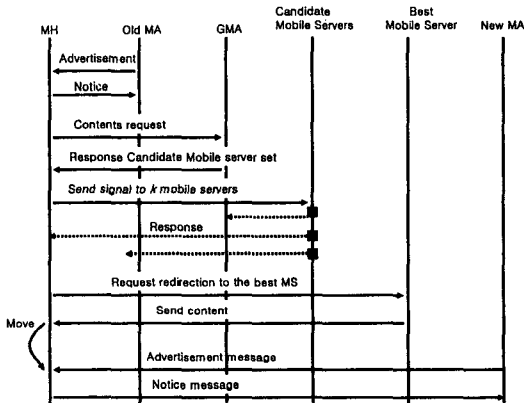 MH
Old MA
GMA
Candidate
Mobile Servers
Best
Mobile Server
New MA
Advertisement
Notice
Contents request
Response Candidate Mobile server set
Send signal to k mobile servers
Response
Request redirection to the best MS
Send content
Move
Advertisement message
Notice message